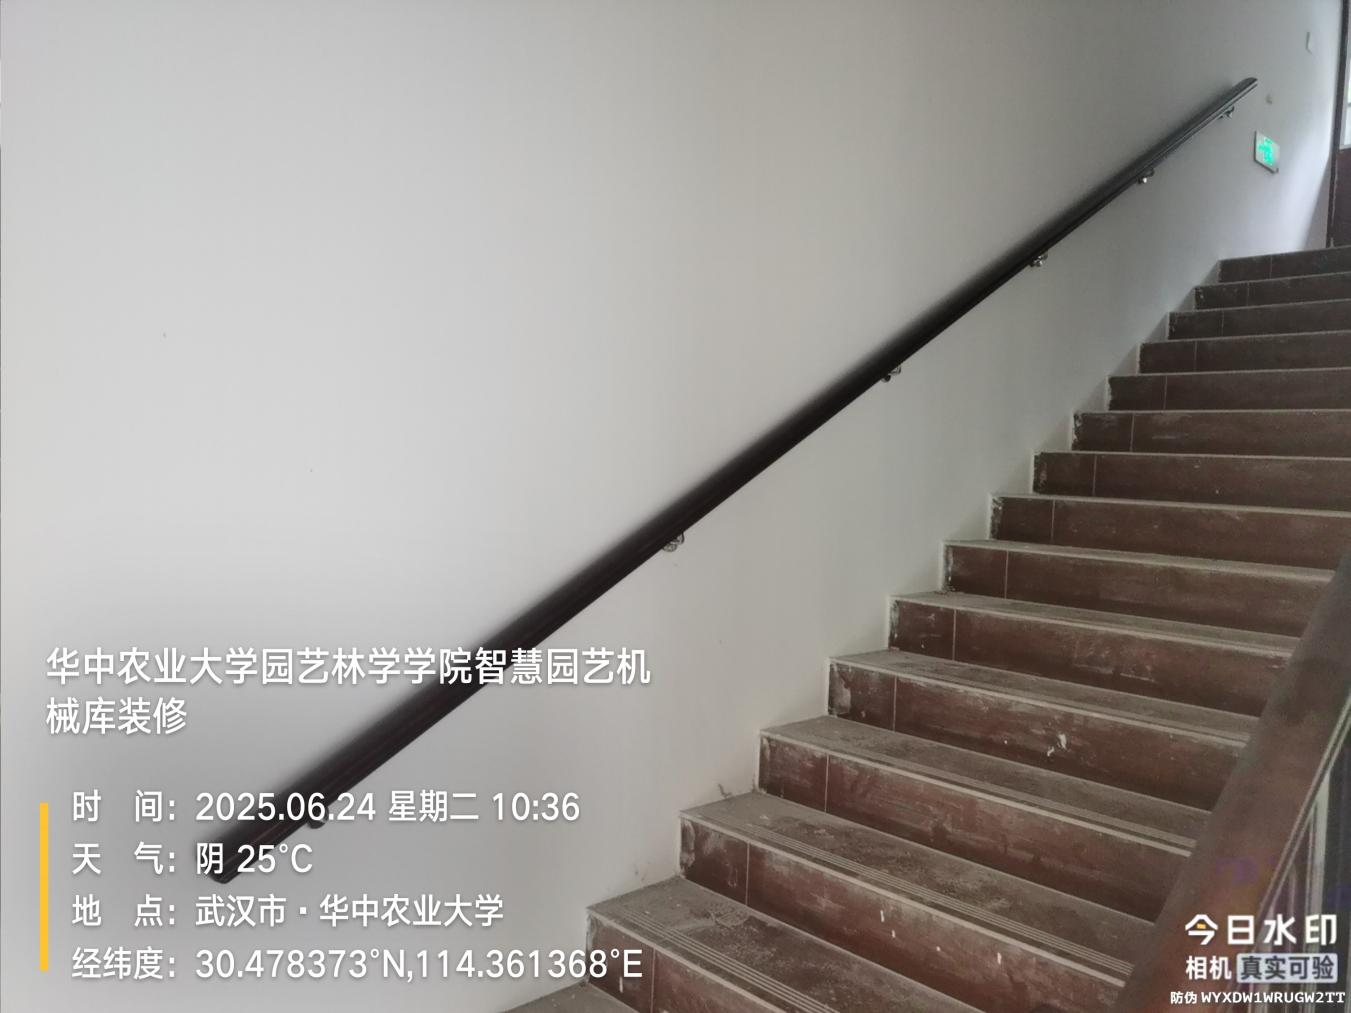 华中农业大学园艺林学学院智慧园艺机
械库装修
时 间：2025.06.24 星期二 10:36
天 气：阴 25°C
地 点：武汉市·华中农业大学
经纬度：30.478373°N,114.361368°E
今日水印
相机 真实可验
防伪 WYXDW1WRUGW2TT